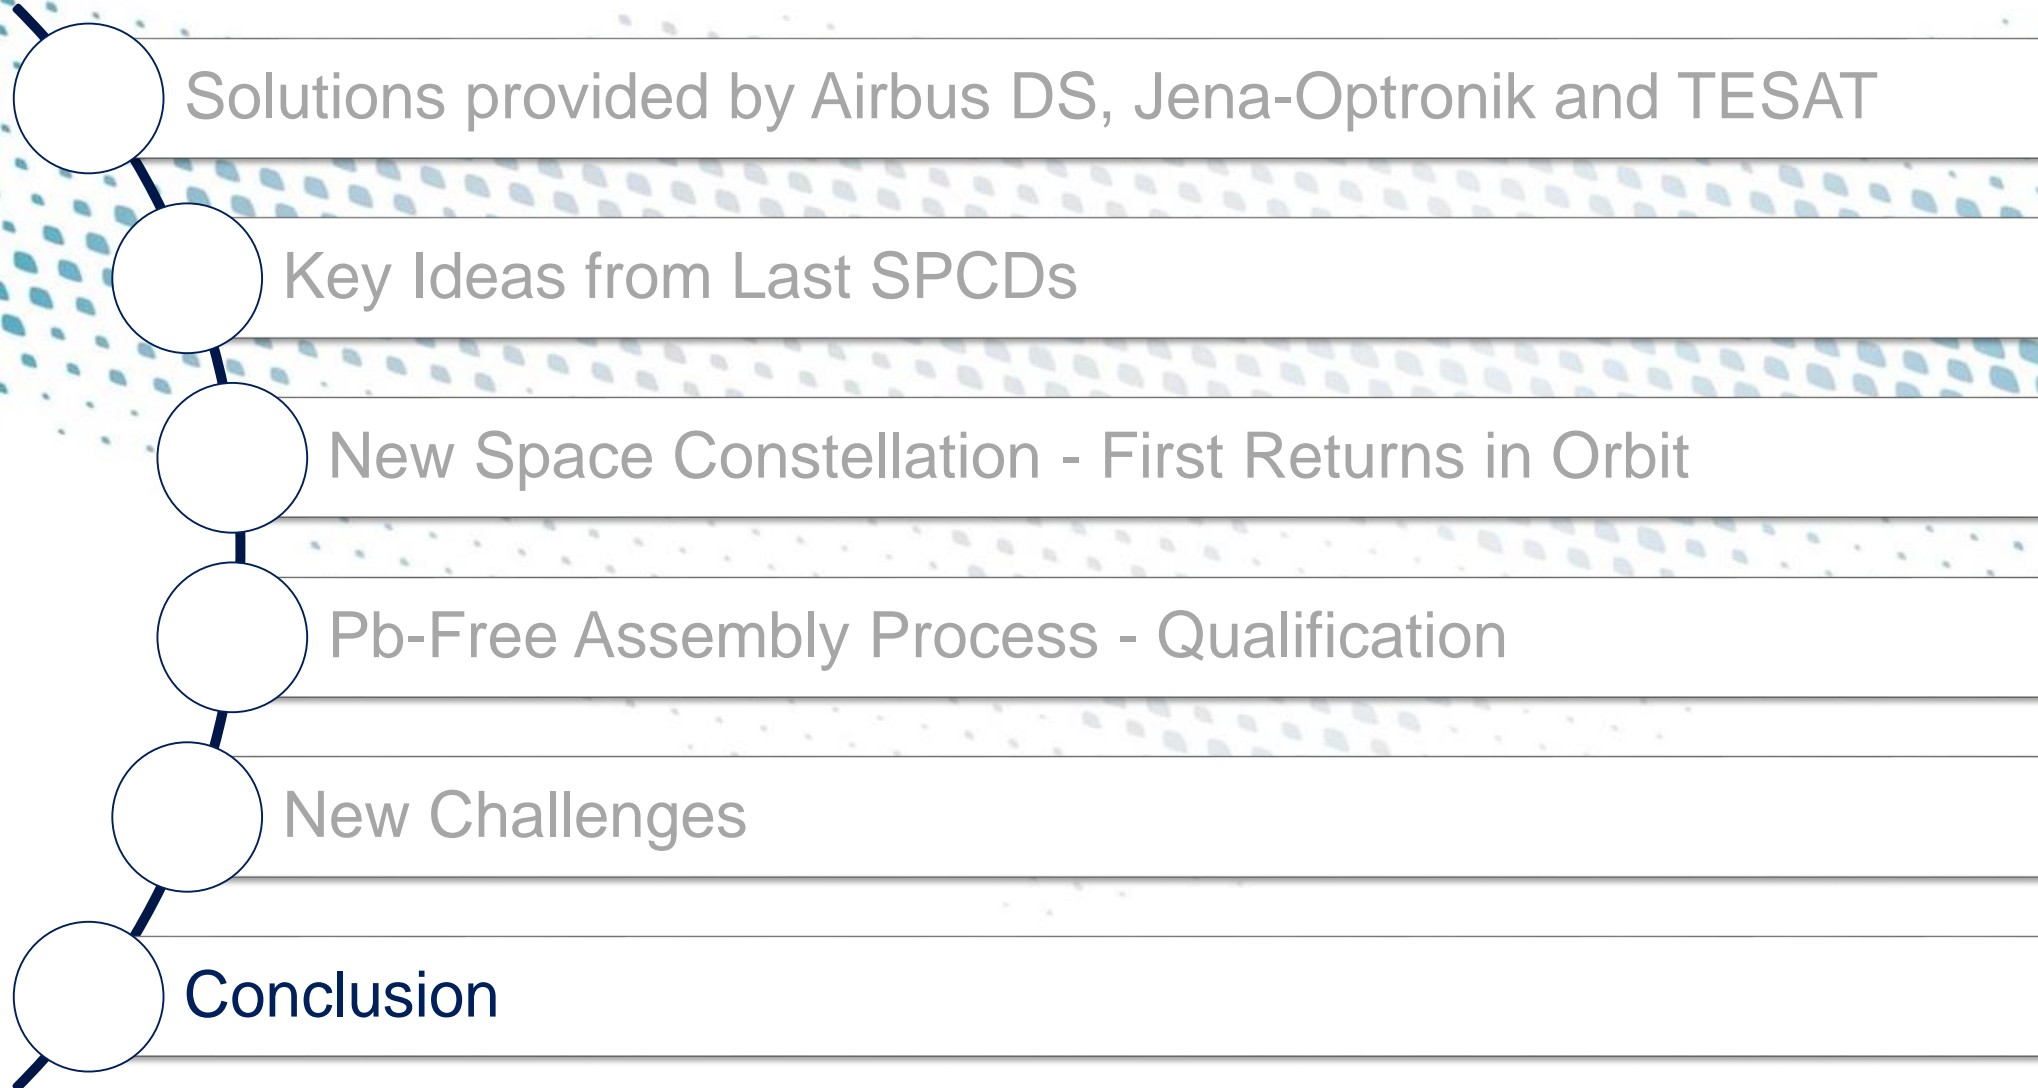 Solutions provided by Airbus DS, Jena-Optronik and TESAT
Key Ideas from Last SPCDs
New Space Constellation - First Returns in Orbit
Pb-Free Assembly Process - Qualification
New Challenges
Conclusion